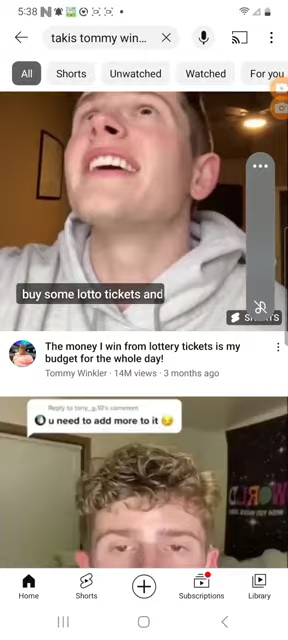 5:38
takis tommy win...
All
Shorts
Unwatched
Watched
For you
buy some lotto tickets and
The money I win from lottery tickets is my
budget for the whole day!
Tommy Winkler · 14M views · 3 months ago
Reply to tony_g.10's comment
u need to add more to it
WORLD
Home
Shorts
Subscriptions
Library